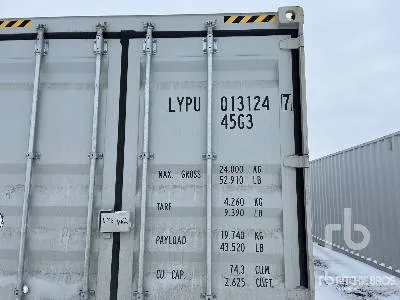 LYPU 013124 7
45G3
MAX. GROSS 24.000 KG
52.910 LB
TARE 4.260 KG
9.390 LB
PAYLOAD 19.740 KG
43.520 LB
CU. CAP. 74,3 CU.M.
2.625 CU.FT.
rb
ritchie bros